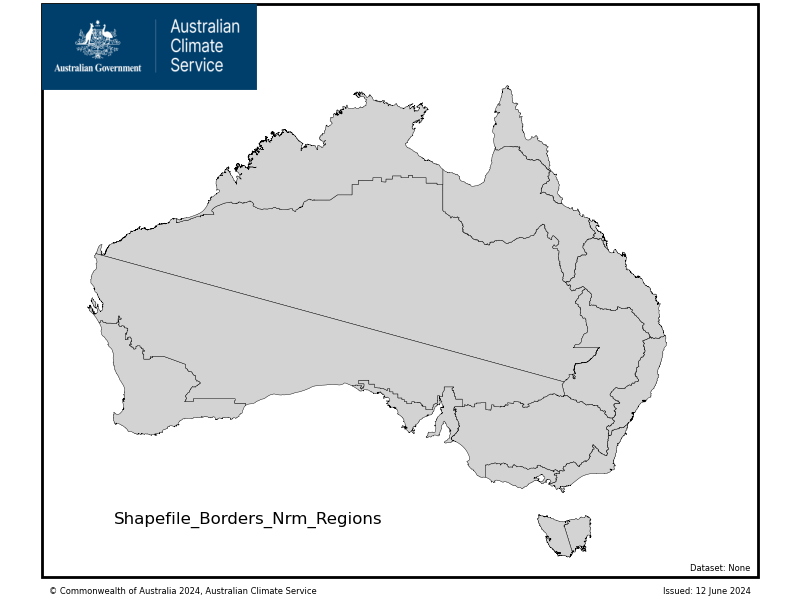 Australian Government
Australian
Climate
Service
Shapefile_Borders_Nrm_Regions
Dataset: None
© Commonwealth of Australia 2024, Australian Climate Service
Issued: 12 June 2024